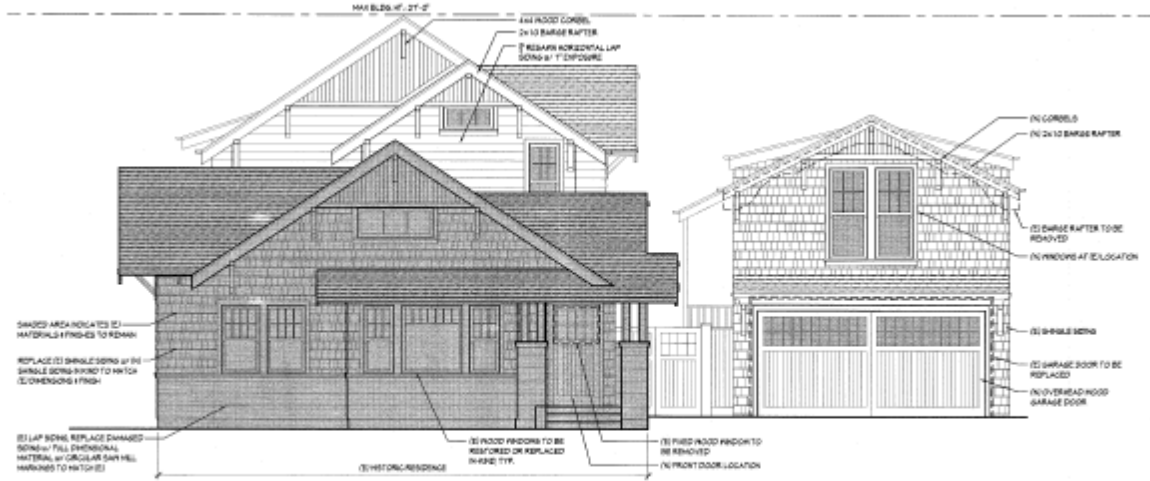 MAX BLDG. HT.: 27'-0"
4x4 WOOD CORBEL
2x10 BARGE RAFTER
RESAWN HORIZONTAL LAP
SIDING w/ 7" EXPOSURE
(N) CORBELS
(N) 2x10 BARGE RAFTER
(E) BARGE RAFTER TO BE
REMOVED
(N) WINDOWS AT (E) LOCATION
(E) SHINGLE SIDING
(E) GARAGE DOOR TO BE
REPLACED
(N) OVERHEAD WOOD
GARAGE DOOR
SHADED AREA INDICATES (E)
MATERIALS & FINISHES TO REMAIN
REPLACE (E) SHINGLE SIDING w/ (N)
SHINGLE SIDING IN KIND TO MATCH
(E) DIMENSIONS & FINISH
(E) LAP SIDING, REPLACE DAMAGED
SIDING w/ FULL DIMENSIONAL
MATERIAL w/ CIRCULAR SAW MILL
MARKINGS TO MATCH (E)
(E) HISTORIC RESIDENCE
(E) WOOD WINDOWS TO BE
RESTORED OR REPLACED
IN-KIND, TYP.
(E) FIXED WOOD WINDOW TO
BE REMOVED
(N) FRONT DOOR LOCATION